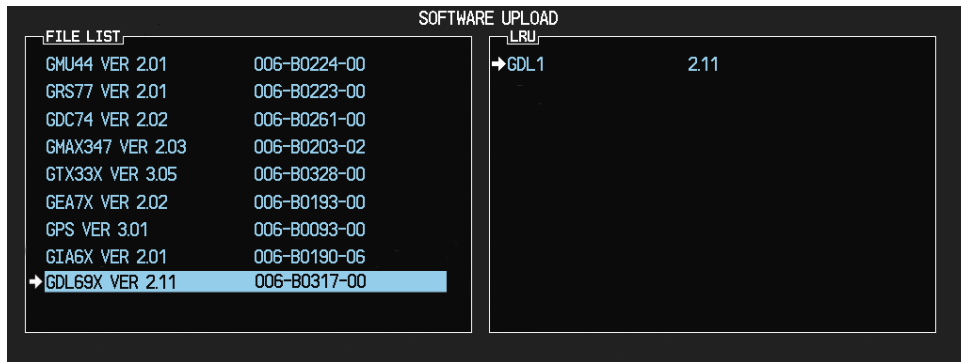 SOFTWARE UPLOAD
FILE LIST
GMU44 VER 2.01 006-B0224-00
GRS77 VER 2.01 006-B0223-00
GDC74 VER 2.02 006-B0261-00
GMAX347 VER 2.03 006-B0203-02
GTX33X VER 3.05 006-B0328-00
GEA7X VER 2.02 006-B0193-00
GPS VER 3.01 006-B0093-00
GIA6X VER 2.01 006-B0190-06
GDL69X VER 2.11 006-B0317-00
LRU
GDL1 2.11